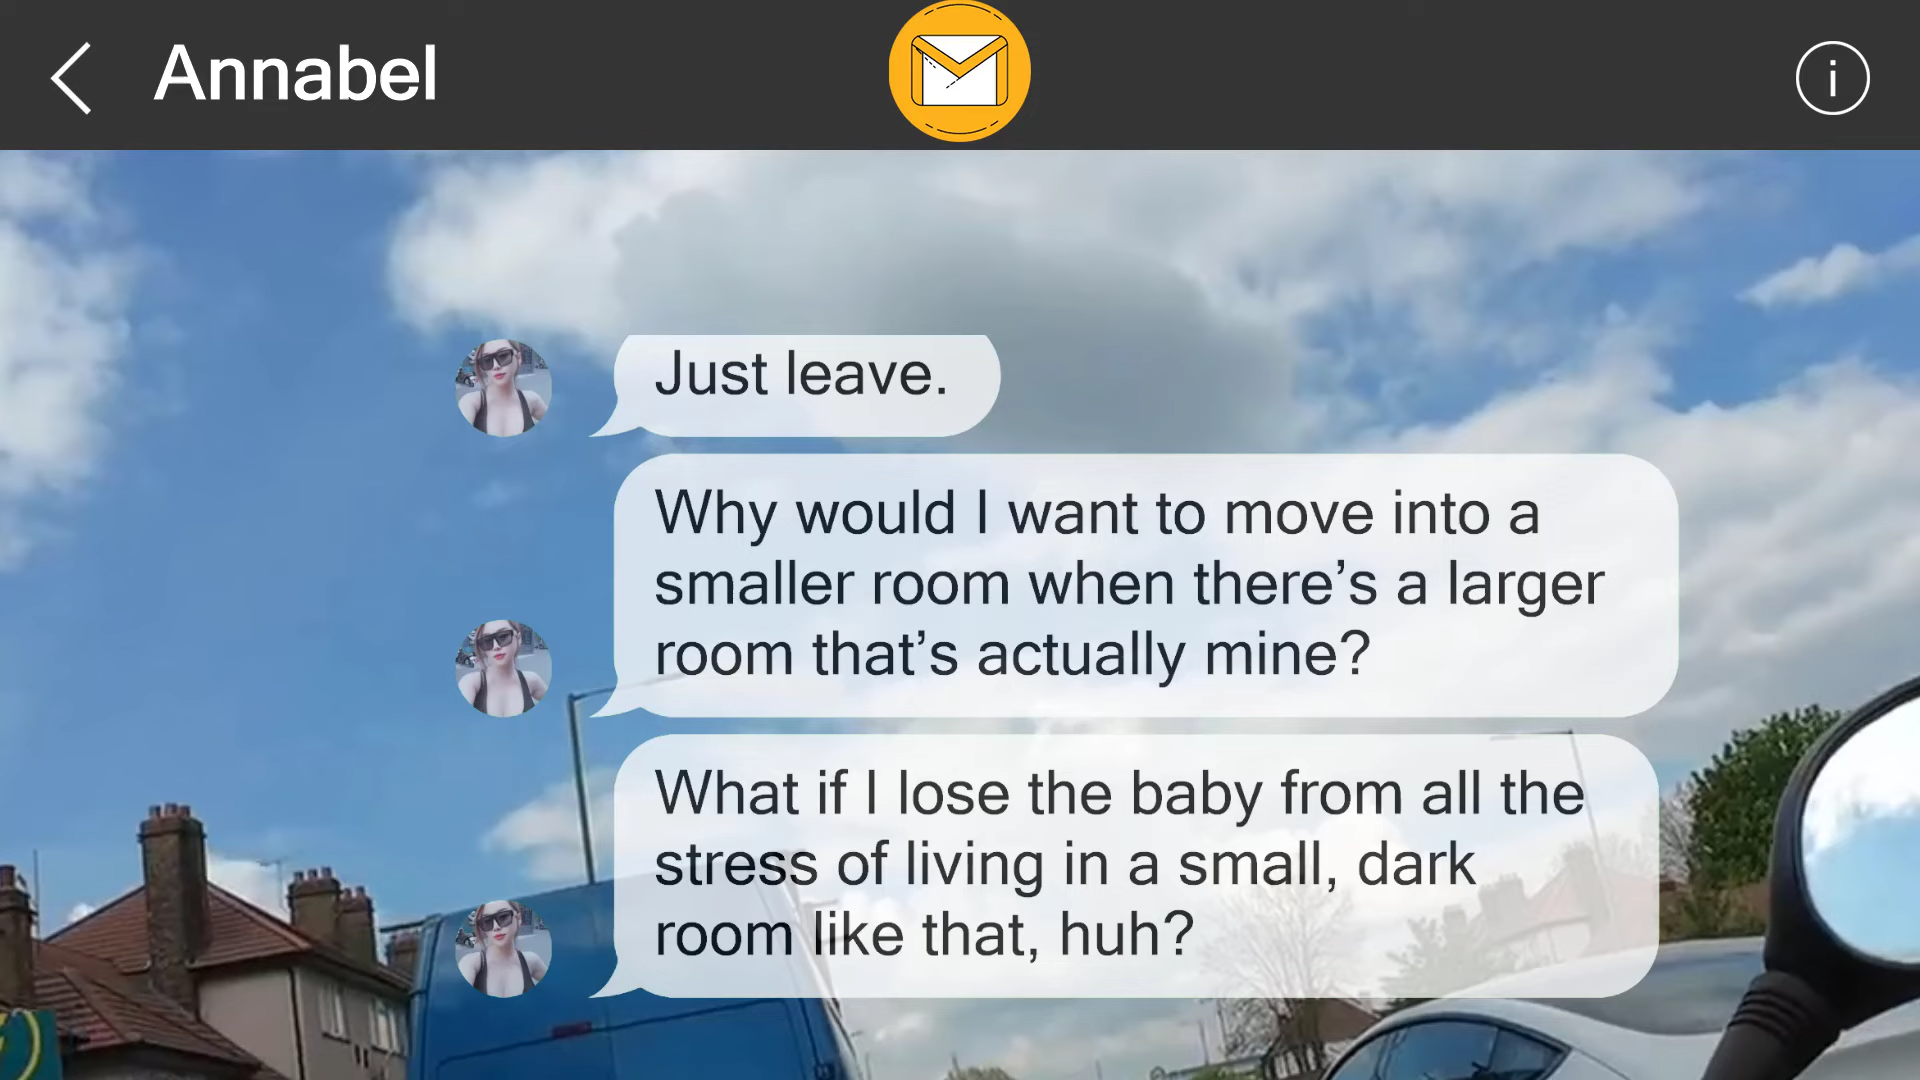 Annabel
i
Just leave.
Why would I want to move into a
smaller room when there’s a larger
room that’s actually mine?
What if I lose the baby from all the
stress of living in a small, dark
room like that, huh?